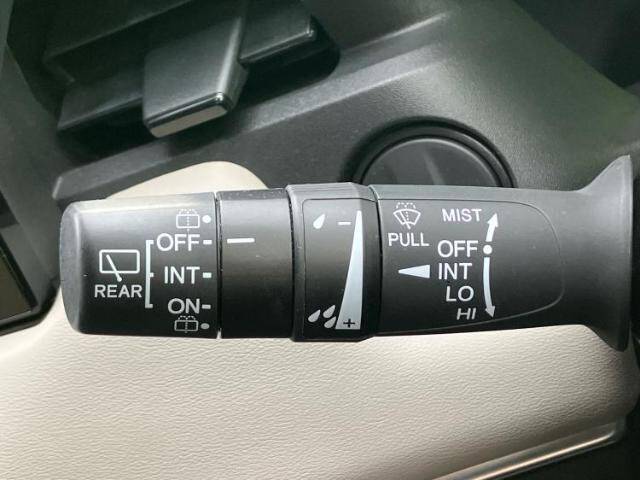 REAR
OFF
INT
ON
−
+
PULL
MIST
OFF
INT
LO
HI